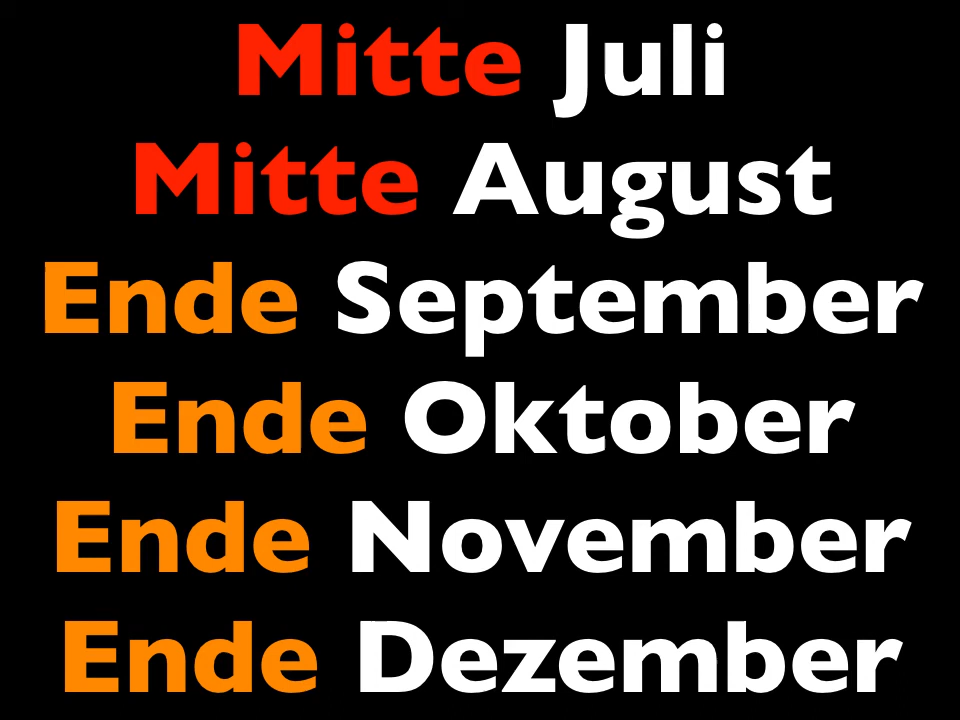 Mitte Juli
Mitte August
Ende September
Ende Oktober
Ende November
Ende Dezember